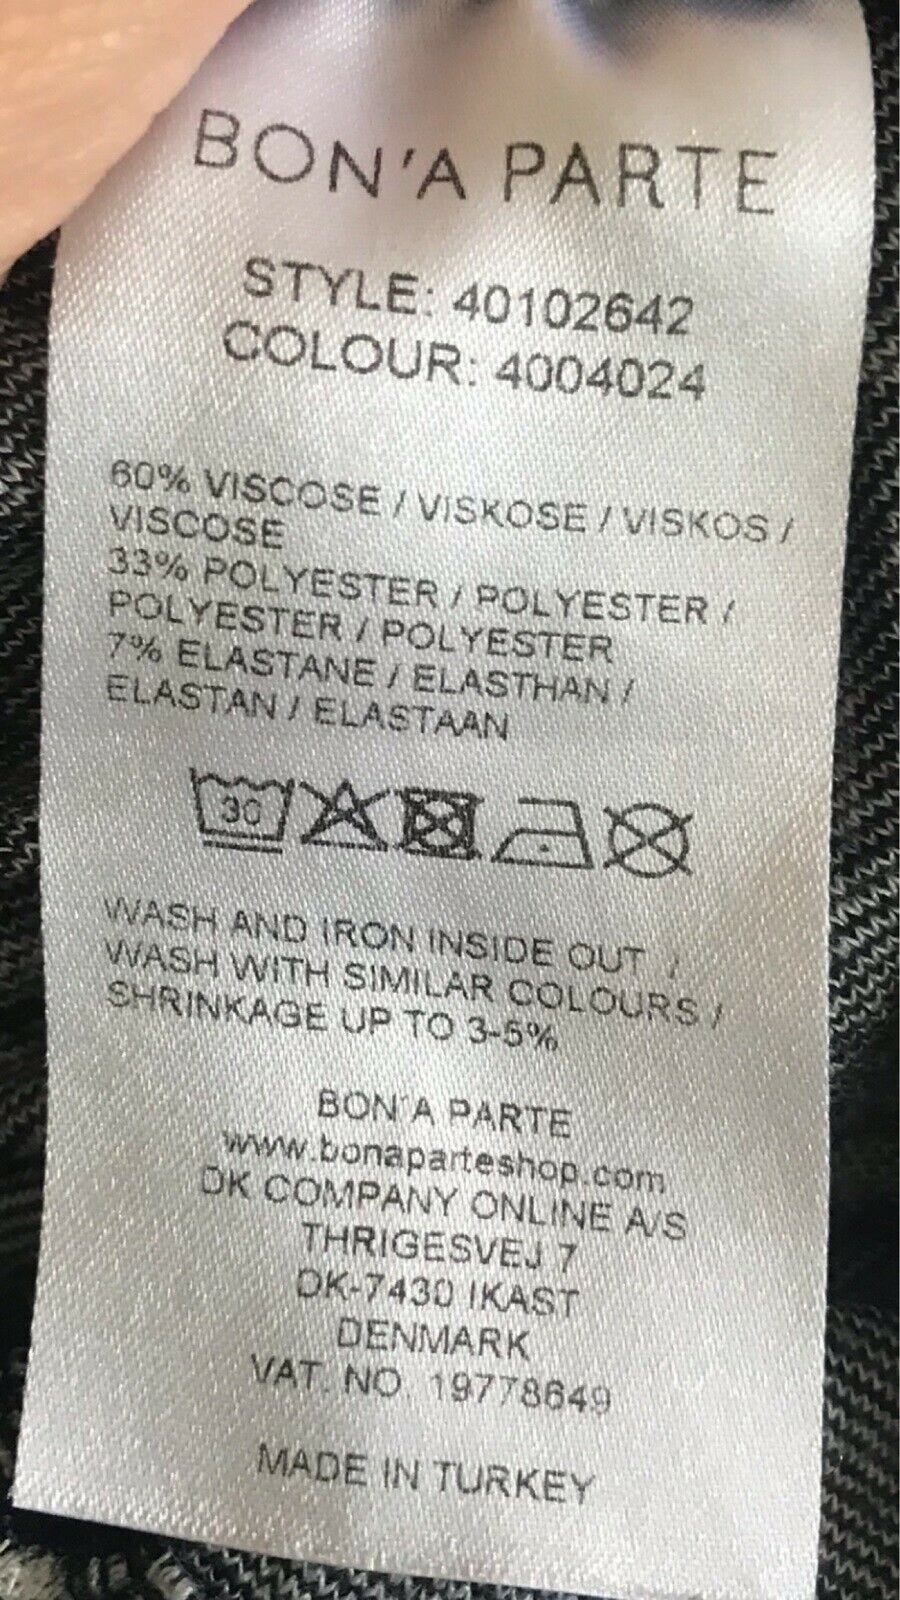 BON'A PARTE
STYLE: 40102642
COLOUR: 4004024
60% VISCOSE / VISKOSE / VISKOS /
VISCOSE
33% POLYESTER / POLYESTER /
POLYESTER / POLYESTER
7% ELASTANE / ELASTHAN /
ELASTAN / ELASTAAN
30
WASH AND IRON INSIDE OUT /
WASH WITH SIMILAR COLOURS /
SHRINKAGE UP TO 3-5%
BON'A PARTE
www.bonaparteshop.com
DK COMPANY ONLINE A/S
THRIGESVEJ 7
DK-7430 IKAST
DENMARK
VAT. NO. 19778649
MADE IN TURKEY